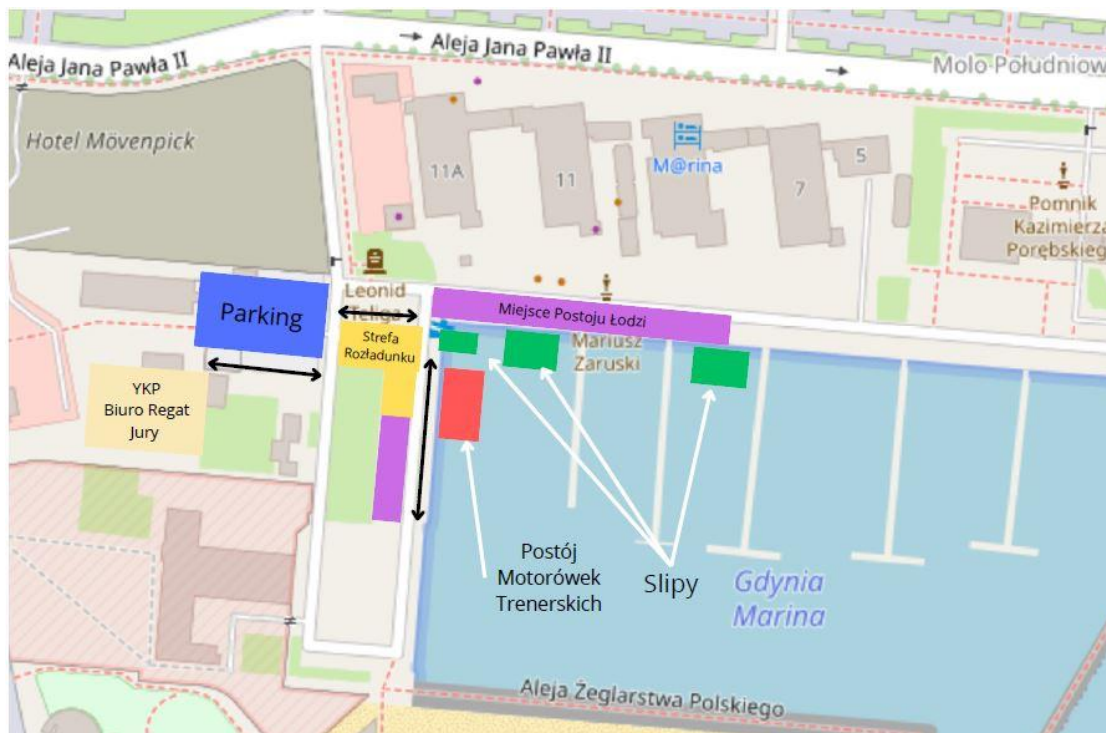 Aleja Jana Pawła II
Aleja Jana Pawła II
Molo Południow
Hotel Mövenpick
11A
11
M@rina
7
5
Pomnik
Kazimierza
Porębskieg
Leonid
Teliga
Parking
Miejsce Postoju Łodzi
Strefa
Rozładunku
Mariusz
Zaruski
YKP
Biuro Regat
Jury
Postój
Motorówek
Trenerskich
Slipy
Gdynia
Marina
Aleja Żeglarstwa Polskiego